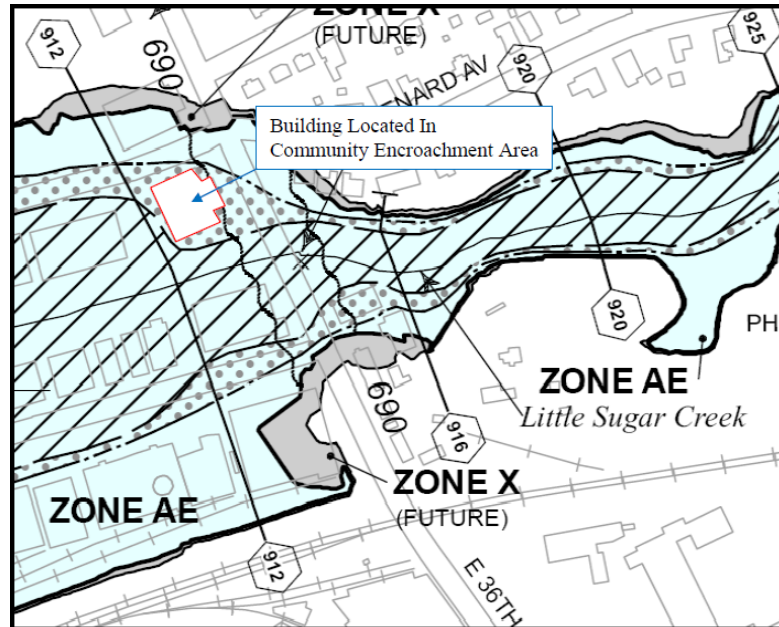 ZONE X
(FUTURE)
912
690
920
925
ENARD AV
Building Located In
Community Encroachment Area
920
PH
ZONE AE
Little Sugar Creek
690
916
ZONE X
(FUTURE)
ZONE AE
912
E 36TH